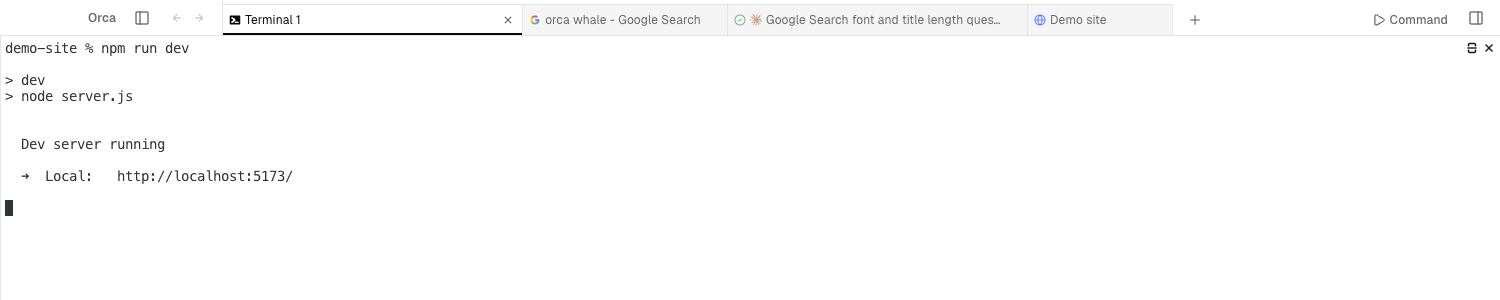 Orca
Terminal 1
orca whale - Google Search
Google Search font and title length ques...
Demo site
Command
demo-site % npm run dev
> dev
> node server.js
Dev server running
➜ Local: http://localhost:5173/